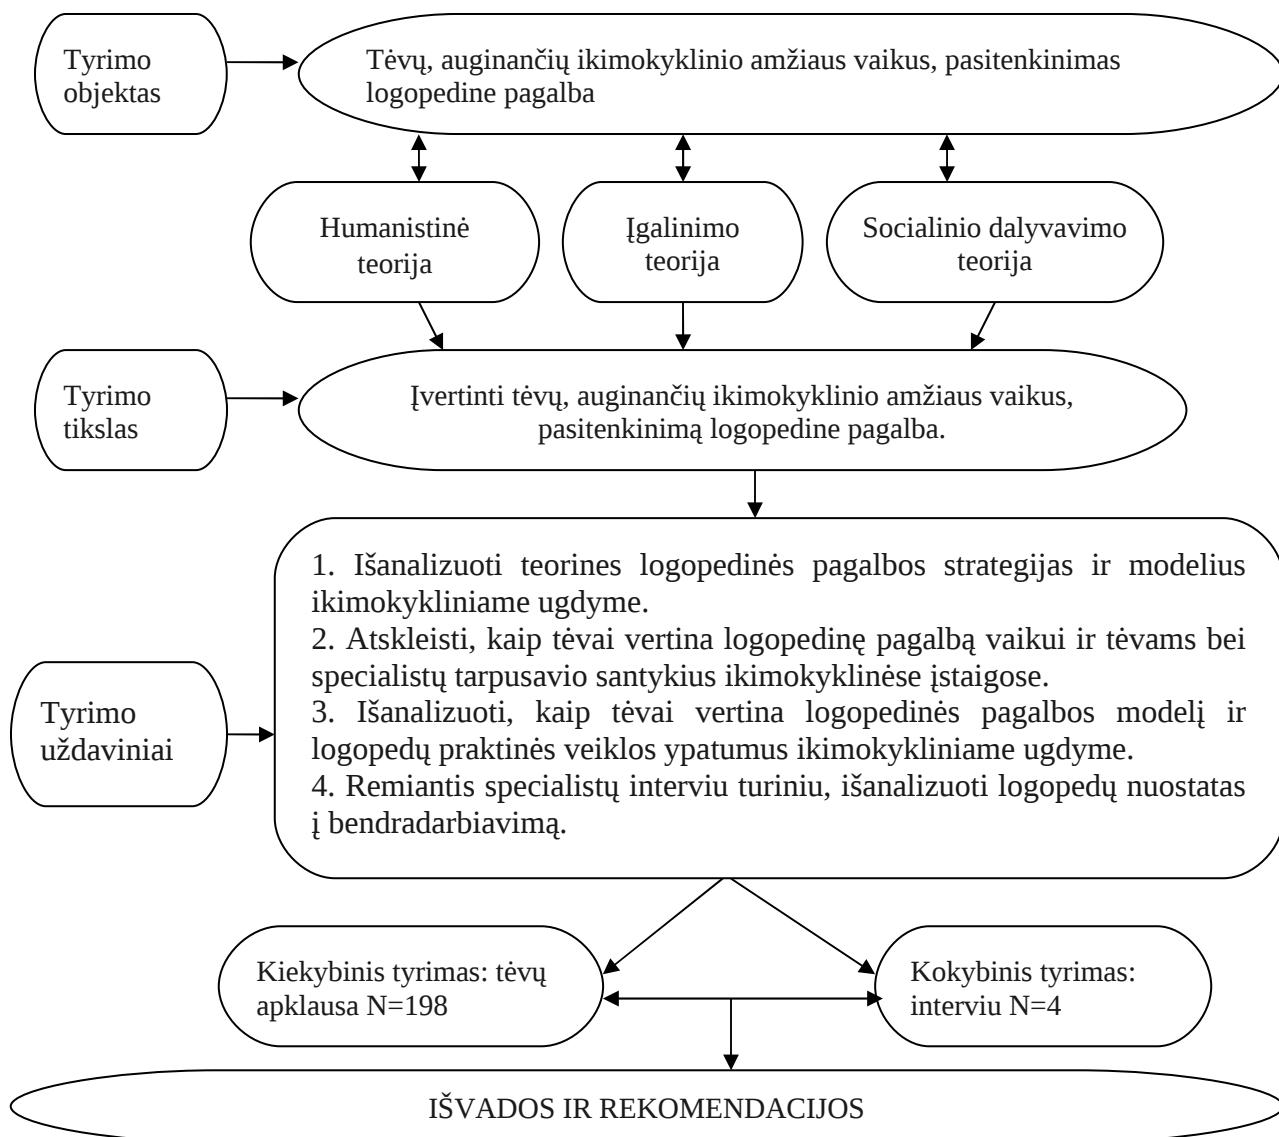 Tyrimo
objektas
Tėvų, auginančių ikimokyklinio amžiaus vaikus, pasitenkinimas
logopedine pagalba
Humanistinė
teorija
Įgalinimo
teorija
Socialinio dalyvavimo
teorija
Tyrimo
tikslas
Įvertinti tėvų, auginančių ikimokyklinio amžiaus vaikus,
pasitenkinimą logopedine pagalba.
Tyrimo
uždaviniai
1. Išanalizuoti teorines logopedinės pagalbos strategijas ir modelius
ikimokykliniame ugdyme.
2. Atskleisti, kaip tėvai vertina logopedinę pagalbą vaikui ir tėvams bei
specialistų tarpusavio santykius ikimokyklinėse įstaigose.
3. Išanalizuoti, kaip tėvai vertina logopedinės pagalbos modelį ir
logopedų praktinės veiklos ypatumus ikimokykliniame ugdyme.
4. Remiantis specialistų interviu turiniu, išanalizuoti logopedų nuostatas
į bendradarbiavimą.
Kiekybinis tyrimas: tėvų
apklausa N=198
Kokybinis tyrimas:
interviu N=4
IŠVADOS IR REKOMENDACIJOS